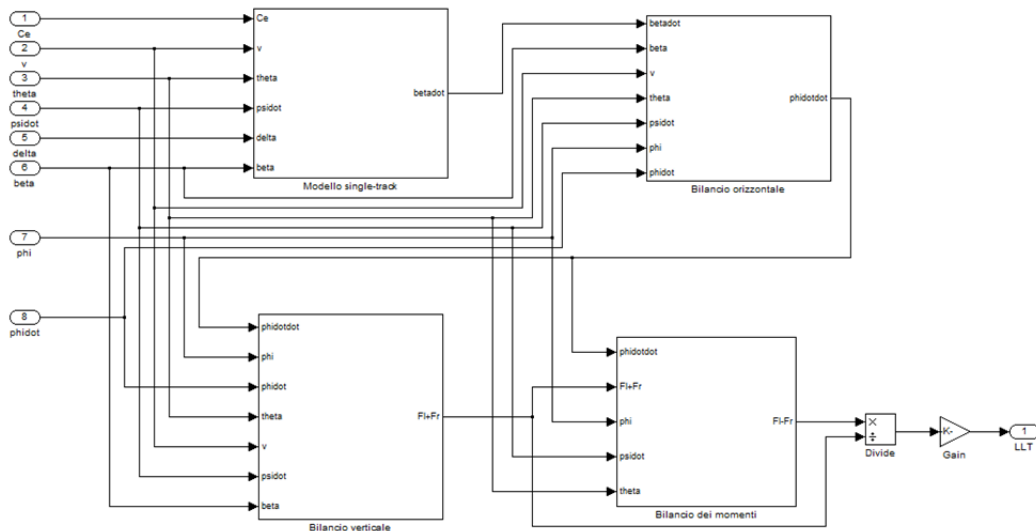 1
Ce
2
v
3
theta
4
psidot
5
delta
6
beta
7
phi
8
phidot
Ce
v
theta
psidot
delta
beta
betadot
Modello single-track
betadot
beta
v
theta
psidot
phi
phidot
phidotdot
Bilancio orizzontale
phidotdot
phi
phidot
theta
v
psidot
beta
Fl+Fr
Bilancio verticale
phidotdot
Fl+Fr
phi
psidot
theta
Fl-Fr
Bilancio dei momenti
×
÷
Divide
K-
Gain
1
LLT